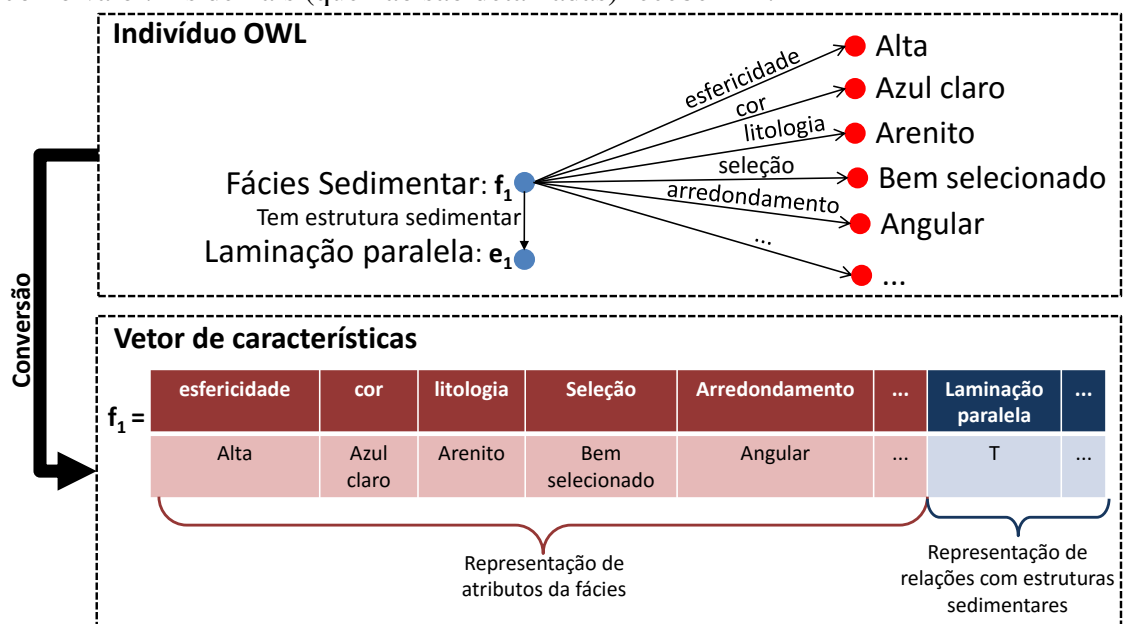 Indivíduo OWL
esfericidade
Alta
cor
Azul claro
litologia
Arenito
seleção
Bem selecionado
arredondamento
Angular
...
...
Fácies Sedimentar: f1
Tem estrutura sedimentar
Laminação paralela: e1
Conversão
Vetor de características
f1 =
esfericidade cor litologia Seleção Arredondamento ... Laminação ...
paralela
Alta Azul Arenito Bem Angular ... T ...
claro selecionado
Representação de
atributos da fácies
Representação de
relações com estruturas
sedimentares